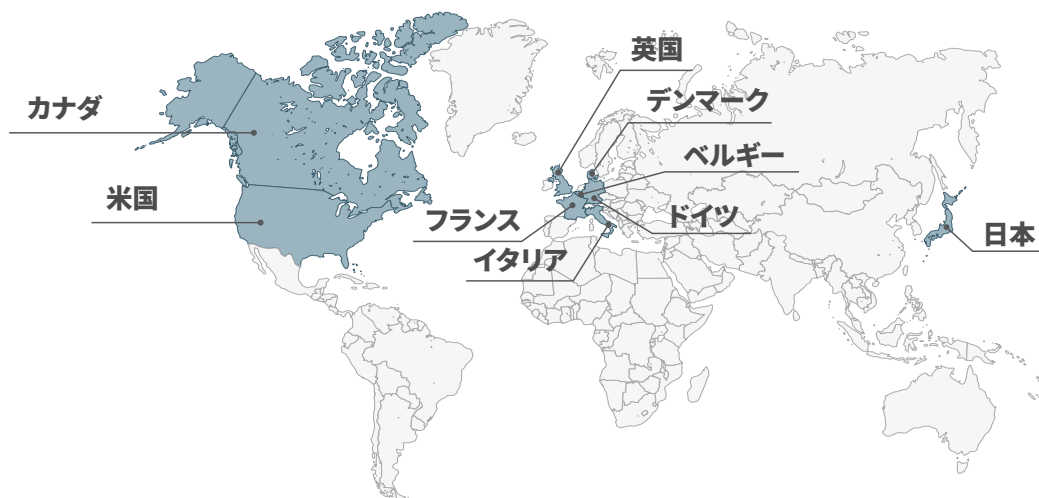 英国
デンマーク
カナダ
ベルギー
米国
フランス
ドイツ
日本
イタリア